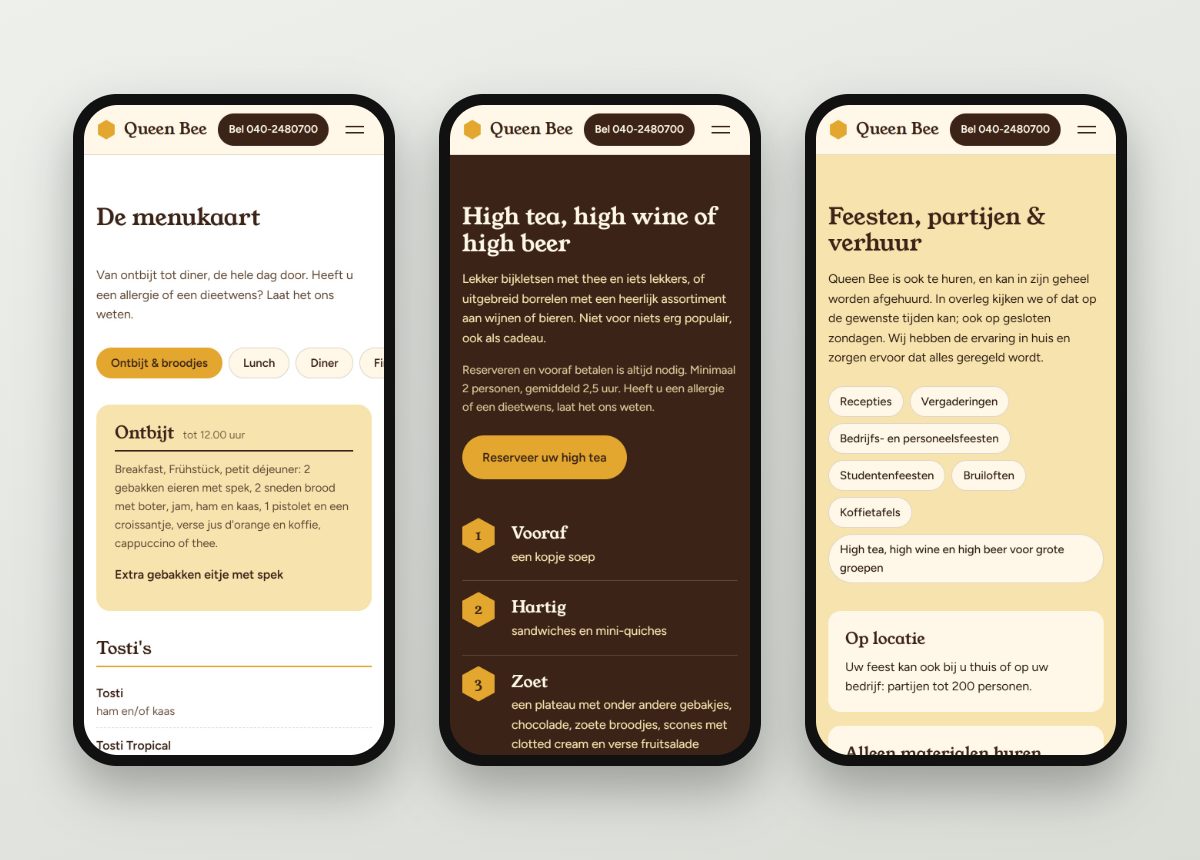 Queen Bee
Bel 040-2480700
De menukaart
Van ontbijt tot diner, de hele dag door. Heeft u
een allergie of een dieetwens? Laat het ons
weten.
Ontbijt & broodjes
Lunch
Diner
Ontbijt tot 12.00 uur
Breakfast, Frühstück, petit déjeuner: 2
gebakken eieren met spek, 2 sneden brood
met boter, jam, ham en kaas, 1 pistolet en een
croissantje, verse jus d'orange en koffie,
cappuccino of thee.
Extra gebakken eitje met spek
Tosti's
Tosti
ham en/of kaas
Tosti Tropical
Queen Bee
Bel 040-2480700
High tea, high wine of
high beer
Lekker bijkletsen met thee en iets lekkers, of
uitgebreid borrelen met een heerlijk assortiment
aan wijnen of bieren. Niet voor niets erg populair,
ook als cadeau.
Reserveren en vooraf betalen is altijd nodig. Minimaal
2 personen, gemiddeld 2,5 uur. Heeft u een allergie
of een dieetwens, laat het ons weten.
Reserveer uw high tea
1
Vooraf
een kopje soep
2
Hartig
sandwiches en mini-quiches
3
Zoet
een plateau met onder andere gebakjes,
chocolade, zoete broodjes, scones met
clotted cream en verse fruitsalade
Queen Bee
Bel 040-2480700
Feesten, partijen &
verhuur
Queen Bee is ook te huren, en kan in zijn geheel
worden afgehuurd. In overleg kijken we of dat op
de gewenste tijden kan; ook op gesloten
zondagen. Wij hebben de ervaring in huis en
zorgen ervoor dat alles geregeld wordt.
Recepties
Vergaderingen
Bedrijfs- en personeelsfeesten
Studentenfeesten
Bruiloften
Koffietafels
High tea, high wine en high beer voor grote
groepen
Op locatie
Uw feest kan ook bij u thuis of op uw
bedrijf: partijen tot 200 personen.
Alleen materialen huren